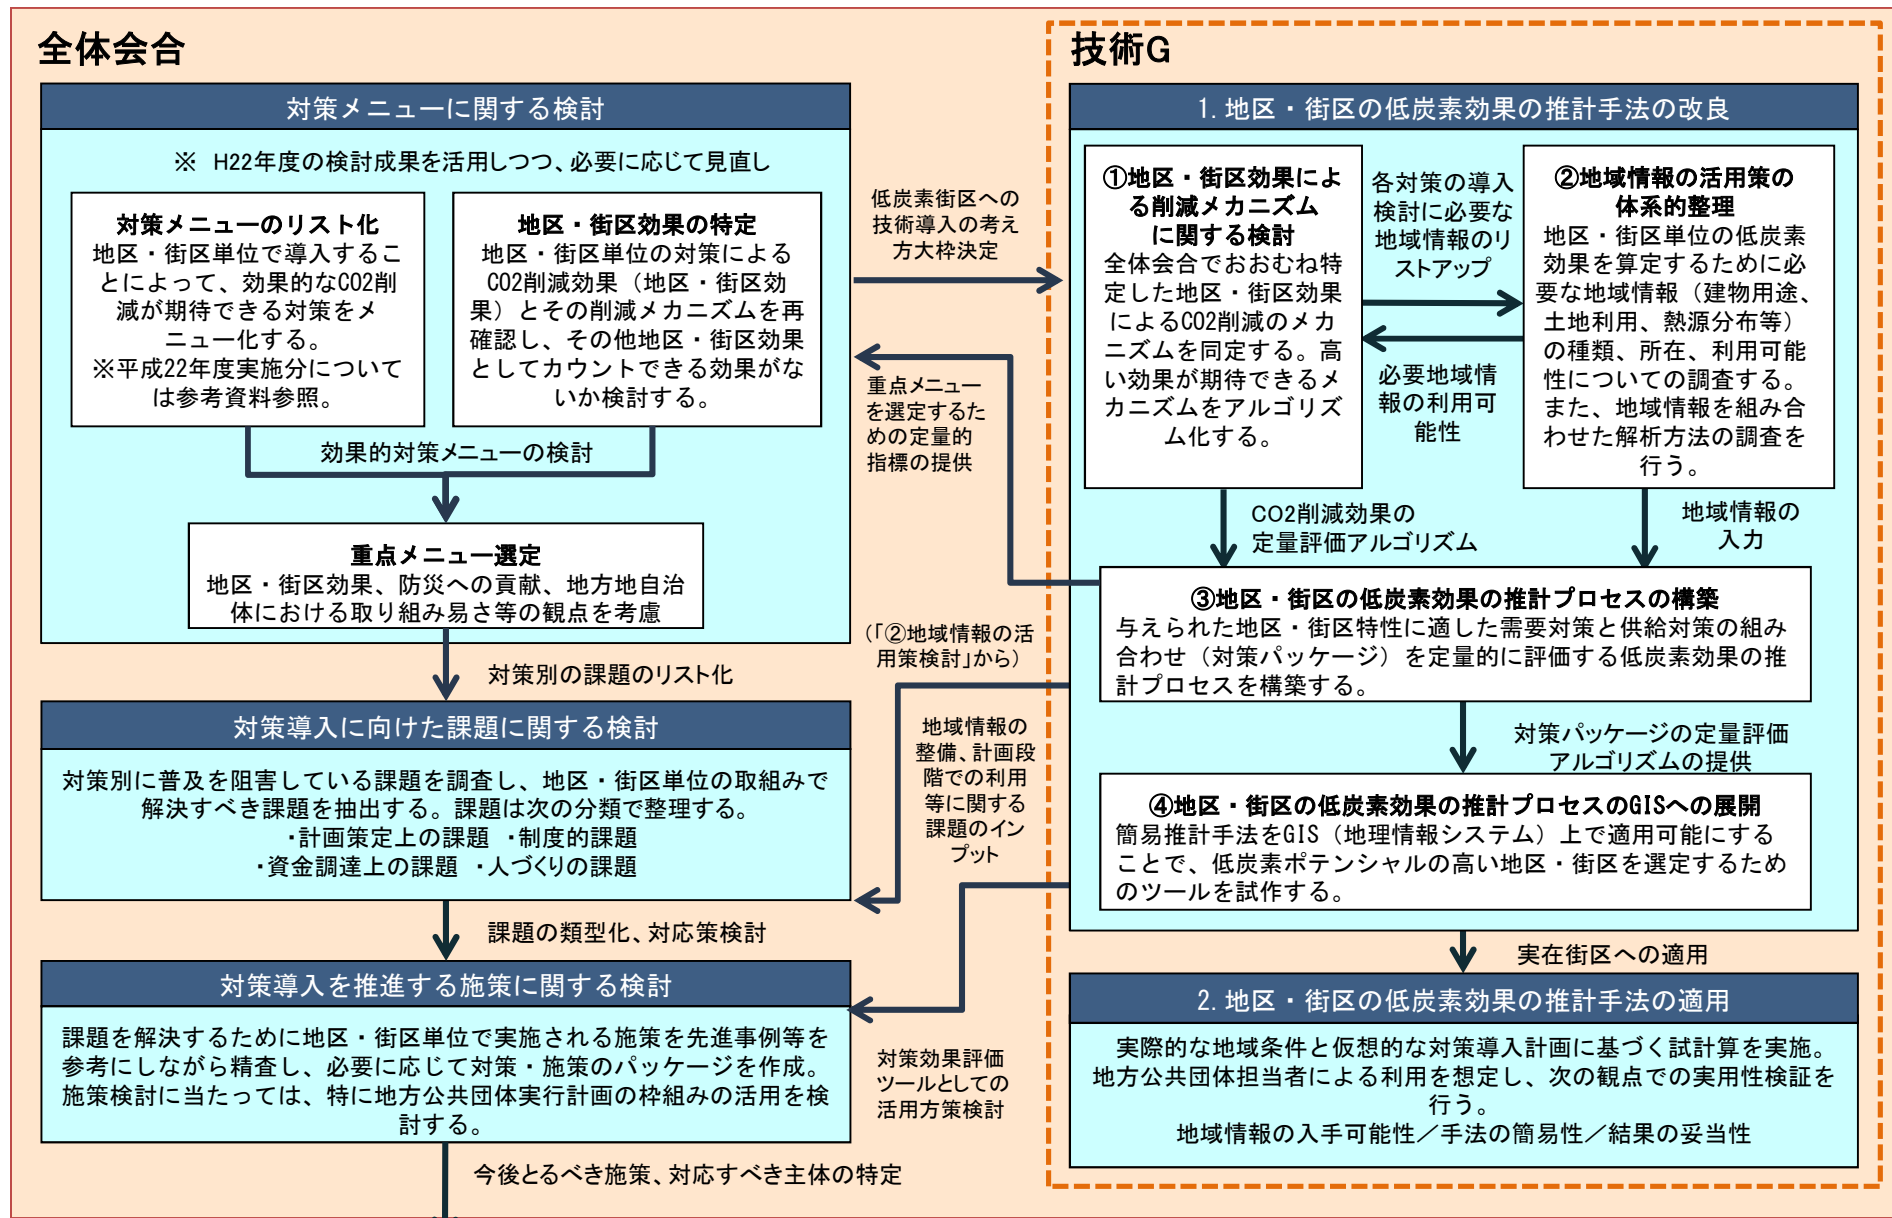 全体会合
対策メニューに関する検討
※ H22年度の検討成果を活用しつつ、必要に応じて見直し
対策メニューのリスト化
地区・街区単位で導入するこ
とによって、効果的なCO2削
減が期待できる対策をメ
ニュー化する。
※平成22年度実施分について
は参考資料参照。
地区・街区効果の特定
地区・街区単位の対策による
CO2削減効果（地区・街区効
果）とその削減メカニズムを再
確認し、その他地区・街区効果
としてカウントできる効果がな
いか検討する。
効果的対策メニューの検討
重点メニュー選定
地区・街区効果、防災への貢献、地方地自治
体における取り組み易さ等の観点を考慮
対策別の課題のリスト化
対策導入に向けた課題に関する検討
対策別に普及を阻害している課題を調査し、地区・街区単位の取組みで
解決すべき課題を抽出する。課題は次の分類で整理する。
・計画策定上の課題 ・制度的課題
・資金調達上の課題 ・人づくりの課題
課題の類型化、対応策検討
対策導入を推進する施策に関する検討
課題を解決するために地区・街区単位で実施される施策を先進事例等を
参考にしながら精査し、必要に応じて対策・施策のパッケージを作成。
施策検討に当たっては、特に地方公共団体実行計画の枠組みの活用を検
討する。
今後とるべき施策、対応すべき主体の特定
低炭素街区への
技術導入の考え
方大枠決定
重点メニュー
を選定するた
めの定量的
指標の提供
（「②地域情報の活
用策検討」から）
地域情報の
整備、計画段
階での利用
等に関する
課題のイン
プット
対策効果評価
ツールとしての
活用方策検討
技術G
1.地区・街区の低炭素効果の推計手法の改良
①地区・街区効果によ
る削減メカニズム
に関する検討
全体会合でおおむね特
定した地区・街区効果
によるCO2削減のメカ
ニズムを同定する。高
い効果が期待できるメ
カニズムをアルゴリズ
ム化する。
各対策の導入
検討に必要な
地域情報のリ
ストアップ
必要地域情
報の利用可
能性
②地域情報の活用策の
体系的整理
地区・街区単位の低炭素
効果を算定するために必
要な地域情報（建物用途、
土地利用、熱源分布等）
の種類、所在、利用可能
性についての調査する。
また、地域情報を組み合
わせた解析方法の調査を
行う。
CO2削減効果の
定量評価アルゴリズム
地域情報の
入力
③地区・街区の低炭素効果の推計プロセスの構築
与えられた地区・街区特性に適した需要対策と供給対策の組み
合わせ（対策パッケージ）を定量的に評価する低炭素効果の推
計プロセスを構築する。
対策パッケージの定量評価
アルゴリズムの提供
④地区・街区の低炭素効果の推計プロセスのGISへの展開
簡易推計手法をGIS（地理情報システム）上で適用可能にする
ことで、低炭素ポテンシャルの高い地区・街区を選定するため
のツールを試作する。
実在街区への適用
2.地区・街区の低炭素効果の推計手法の適用
実際的な地域条件と仮想的な対策導入計画に基づく試計算を実施。
地方公共団体担当者による利用を想定し、次の観点での実用性検証を
行う。
地域情報の入手可能性／手法の簡易性／結果の妥当性